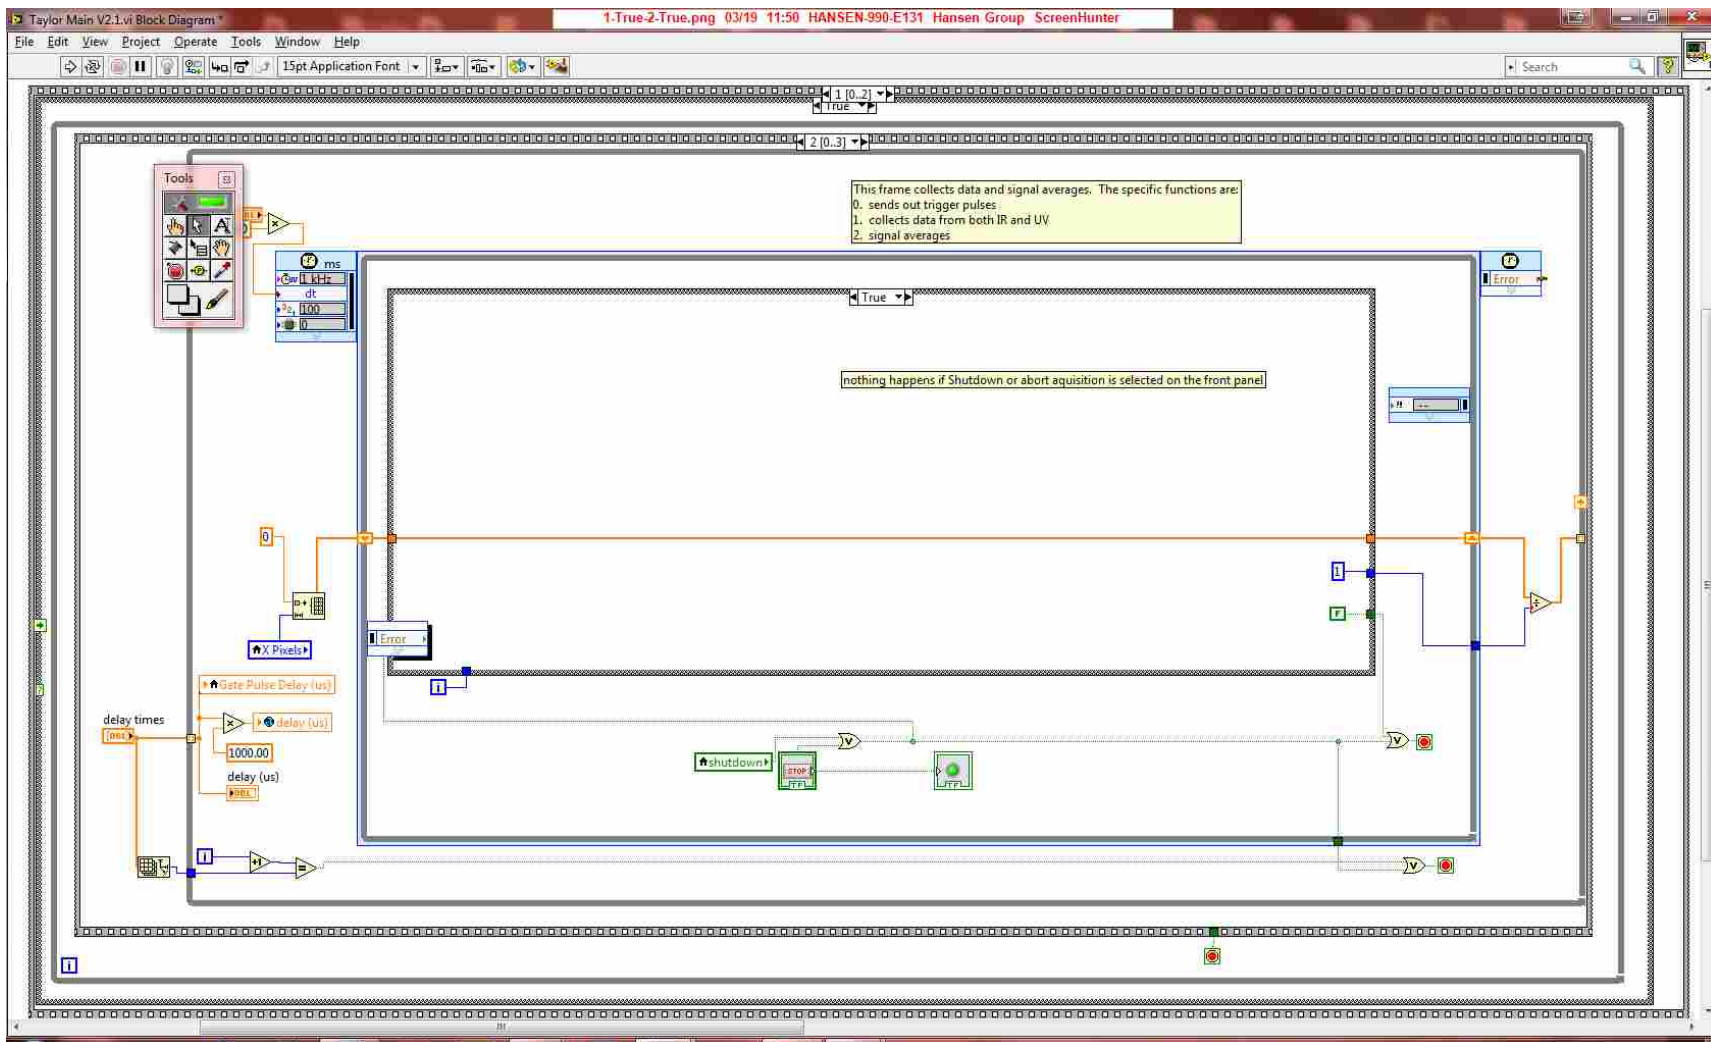 Taylor Main V2.1.vi Block Diagram *
1-True-2-True.png 03/19 11:50 HANSEN-990-E131 Hansen Group ScreenHunter
File Edit View Project Operate Tools Window Help
15pt Application Font
Search
1 [0..2]
True
2 [0..3]
Tools
This frame collects data and signal averages. The specific functions are:
0. sends out trigger pulses
1. collects data from both IR and UV
2. signal averages
ms
1 kHz
dt
100
0
Error
True
nothing happens if Shutdown or abort aquisition is selected on the front panel
0
1
F
X Pixels
Error
i
Gate Pulse Delay (us)
delay times
[DBL]
delay (us)
1000.00
delay (us)
DBL
shutdown
STOP
TF
TF
i
+1
=
i